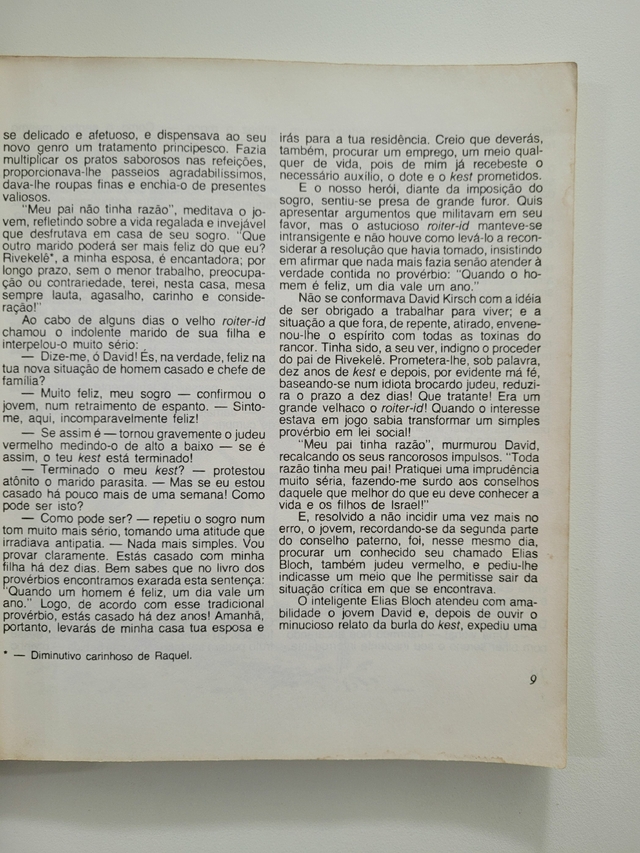 se delicado e afetuoso, e dispensava ao seu
novo genro um tratamento principesco. Fazia
multiplicar os pratos saborosos nas refeições,
proporcionava-lhe passeios agradabilíssimos,
dava-lhe roupas finas e enchia-o de presentes
valiosos.
"Meu pai não tinha razão", meditava o jo-
vem, refletindo sobre a vida regalada e invejável
que desfrutava em casa de seu sogro. "Que
outro marido poderá ser mais feliz do que eu?
Rivekelê*, a minha esposa, é encantadora; por
longo prazo, sem o menor trabalho, preocupa-
ção ou contrariedade, terei, nesta casa, mesa
sempre lauta, agasalho, carinho e conside-
ração!"
Ao cabo de alguns dias o velho roiter-id
chamou o indolente marido de sua filha e
interpelou-o muito sério:
— Dize-me, ó David! És, na verdade, feliz na
tua nova situação de homem casado e chefe de
família?
— Muito feliz, meu sogro — confirmou o
jovem, num retraimento de espanto. — Sinto-
me, aqui, incomparavelmente feliz!
— Se assim é — tornou gravemente o judeu
vermelho medindo-o de alto a baixo — se é
assim, o teu kest está terminado!
— Terminado o meu kest? — protestou
atônito o marido parasita. — Mas se eu estou
casado há pouco mais de uma semana! Como
pode ser isto?
— Como pode ser? — repetiu o sogro num
tom muito mais sério, tomando uma atitude que
irradiava antipatia. — Nada mais simples. Vou
provar claramente. Estás casado com minha
filha há dez dias. Bem sabes que no livro dos
provérbios encontramos exarada esta sentença:
"Quando um homem é feliz, um dia vale um
ano." Logo, de acordo com esse tradicional
provérbio, estás casado há dez anos! Amanhã,
portanto, levarás de minha casa tua esposa e
* — Diminutivo carinhoso de Raquel.
irás para a tua residência. Creio que deverás,
também, procurar um emprego, um meio qual-
quer de vida, pois de mim já recebeste o
necessário auxílio, o dote e o kest prometidos.
E o nosso herói, diante da imposição do
sogro, sentiu-se presa de grande furor. Quis
apresentar argumentos que militavam em seu
favor, mas o astucioso roiter-id manteve-se
intransigente e não houve como levá-lo a recon-
siderar a resolução que havia tomado, insistindo
em afirmar que nada mais fazia senão atender à
verdade contida no provérbio: "Quando o ho-
mem é feliz, um dia vale um ano."
Não se conformava David Kirsch com a idéia
de ser obrigado a trabalhar para viver; e a
situação a que fora, de repente, atirado, envene-
nou-lhe o espírito com todas as toxinas do
rancor. Tinha sido, a seu ver, indigno o proceder
do pai de Rivekelê. Prometera-lhe, sob palavra,
dez anos de kest e depois, por evidente má fé,
baseando-se num idiota brocardo judeu, reduzi-
ra o prazo a dez dias! Que tratante! Era um
grande velhaco o roiter-id! Quando o interesse
estava em jogo sabia transformar um simples
provérbio em lei social!
"Meu pai tinha razão", murmurou David,
recalcando os seus rancorosos impulsos. "Toda
razão tinha meu pai! Pratiquei uma imprudência
muito séria, fazendo-me surdo aos conselhos
daquele que melhor do que eu deve conhecer a
vida e os filhos de Israel!"
E, resolvido a não incidir uma vez mais no
erro, o jovem, recordando-se da segunda parte
do conselho paterno, foi, nesse mesmo dia,
procurar um conhecido seu chamado Elias
Bloch, também judeu vermelho, e pediu-lhe
indicasse um meio que lhe permitisse sair da
situação crítica em que se encontrava.
O inteligente Elias Bloch atendeu com ama-
bilidade o jovem David e, depois de ouvir o
minucioso relato da burla do kest, expediu uma
9